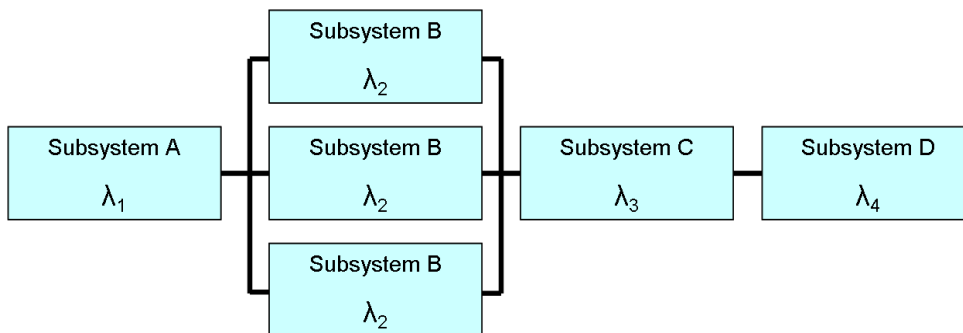 Subsystem B
λ2
Subsystem A
λ1
Subsystem B
λ2
Subsystem C
λ3
Subsystem D
λ4
Subsystem B
λ2